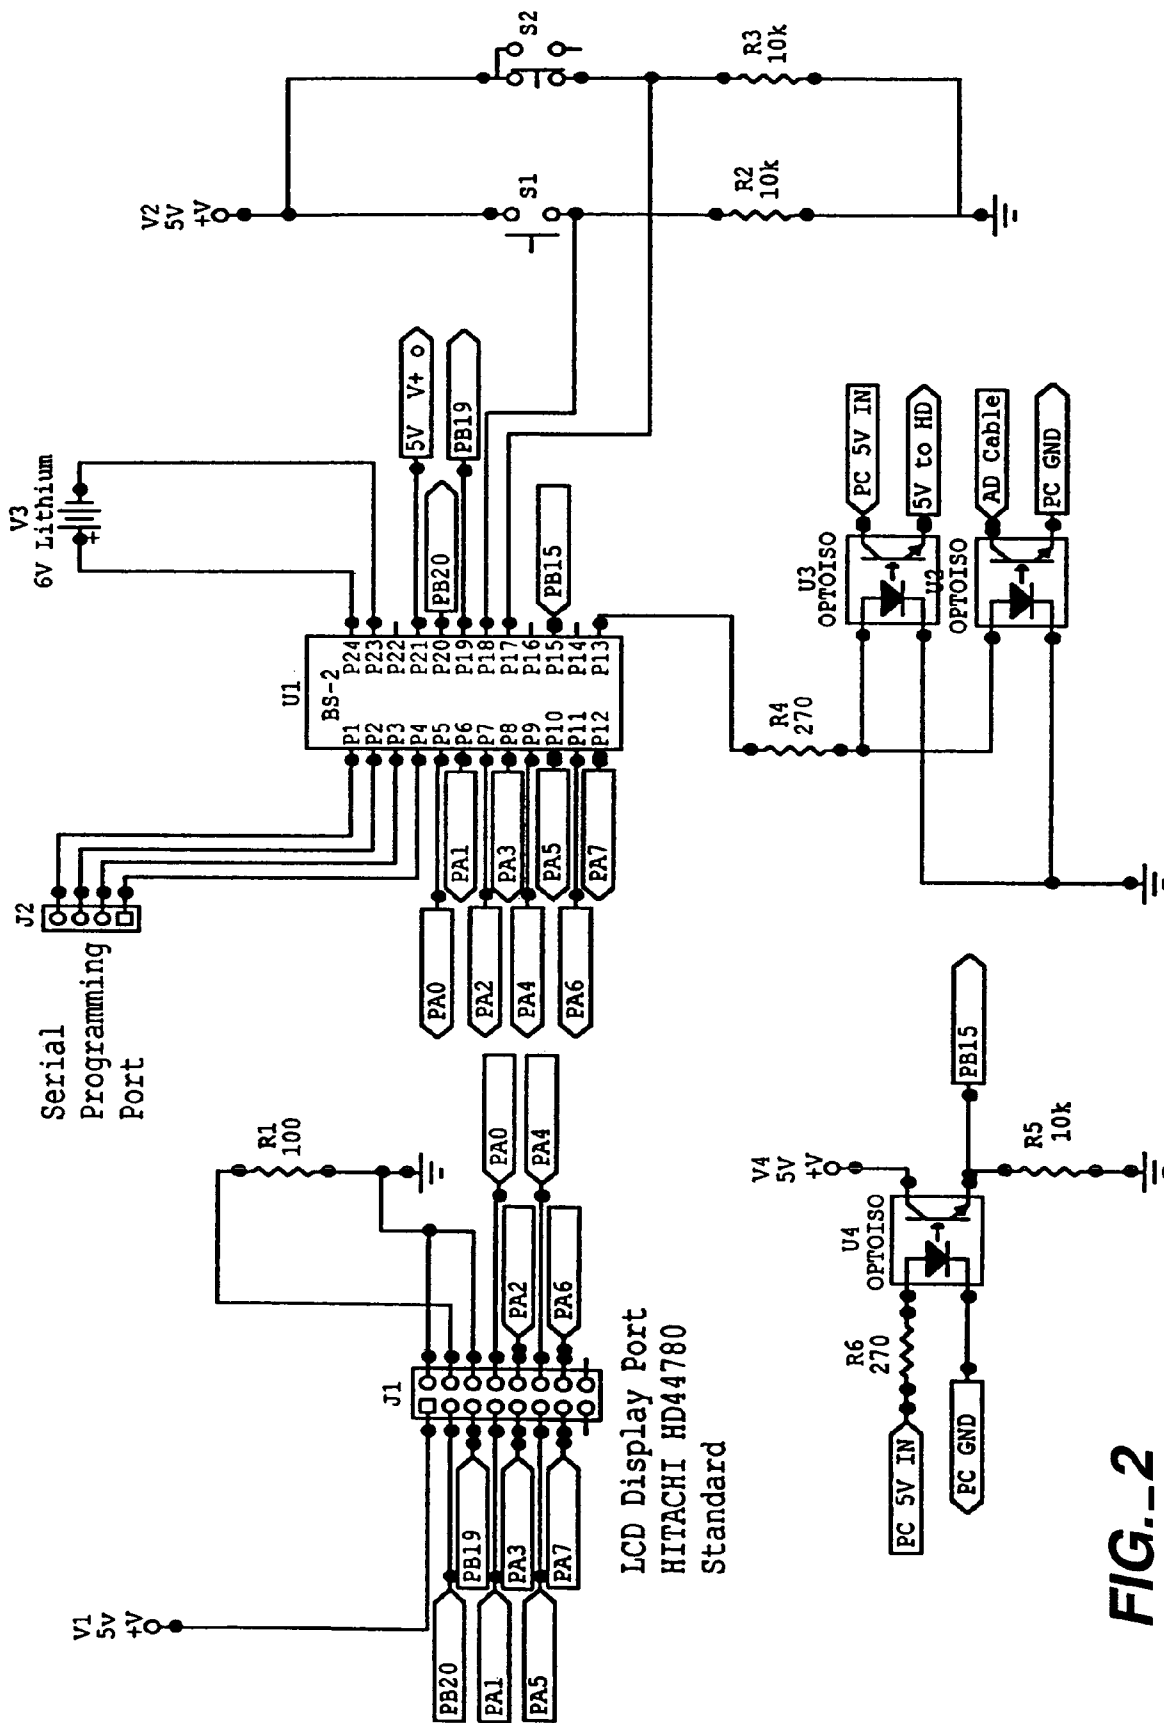 V1
5v
+V
PB20
PA1
PA5
PB19
PA3
PA7
J1
PA2
PA6
PA0
PA4
R1
100
LCD Display Port
HITACHI HD44780
Standard
Serial
Programming
Port
J2
PA0
PA2
PA4
PA6
PA1
PA3
PA5
PA7
U1
BS-2
P1
P2
P3
P4
P5
P6
P7
P8
P9
P10
P11
P12
P24
P23
P22
P21
P20
P19
P18
P17
P16
P15
P14
P13
V3
6V Lithium
+
5V V+
PB20
PB19
PB15
V2
5V
+V
S1
S2
R2
10k
R3
10k
R4
270
U3
OPTOISO
U2
OPTOISO
PC 5V IN
5V to HD
AD Cable
PC GND
PC 5V IN
PC GND
R6
270
U4
OPTOISO
V4
5V
+V
PB15
R5
10k
FIG._2